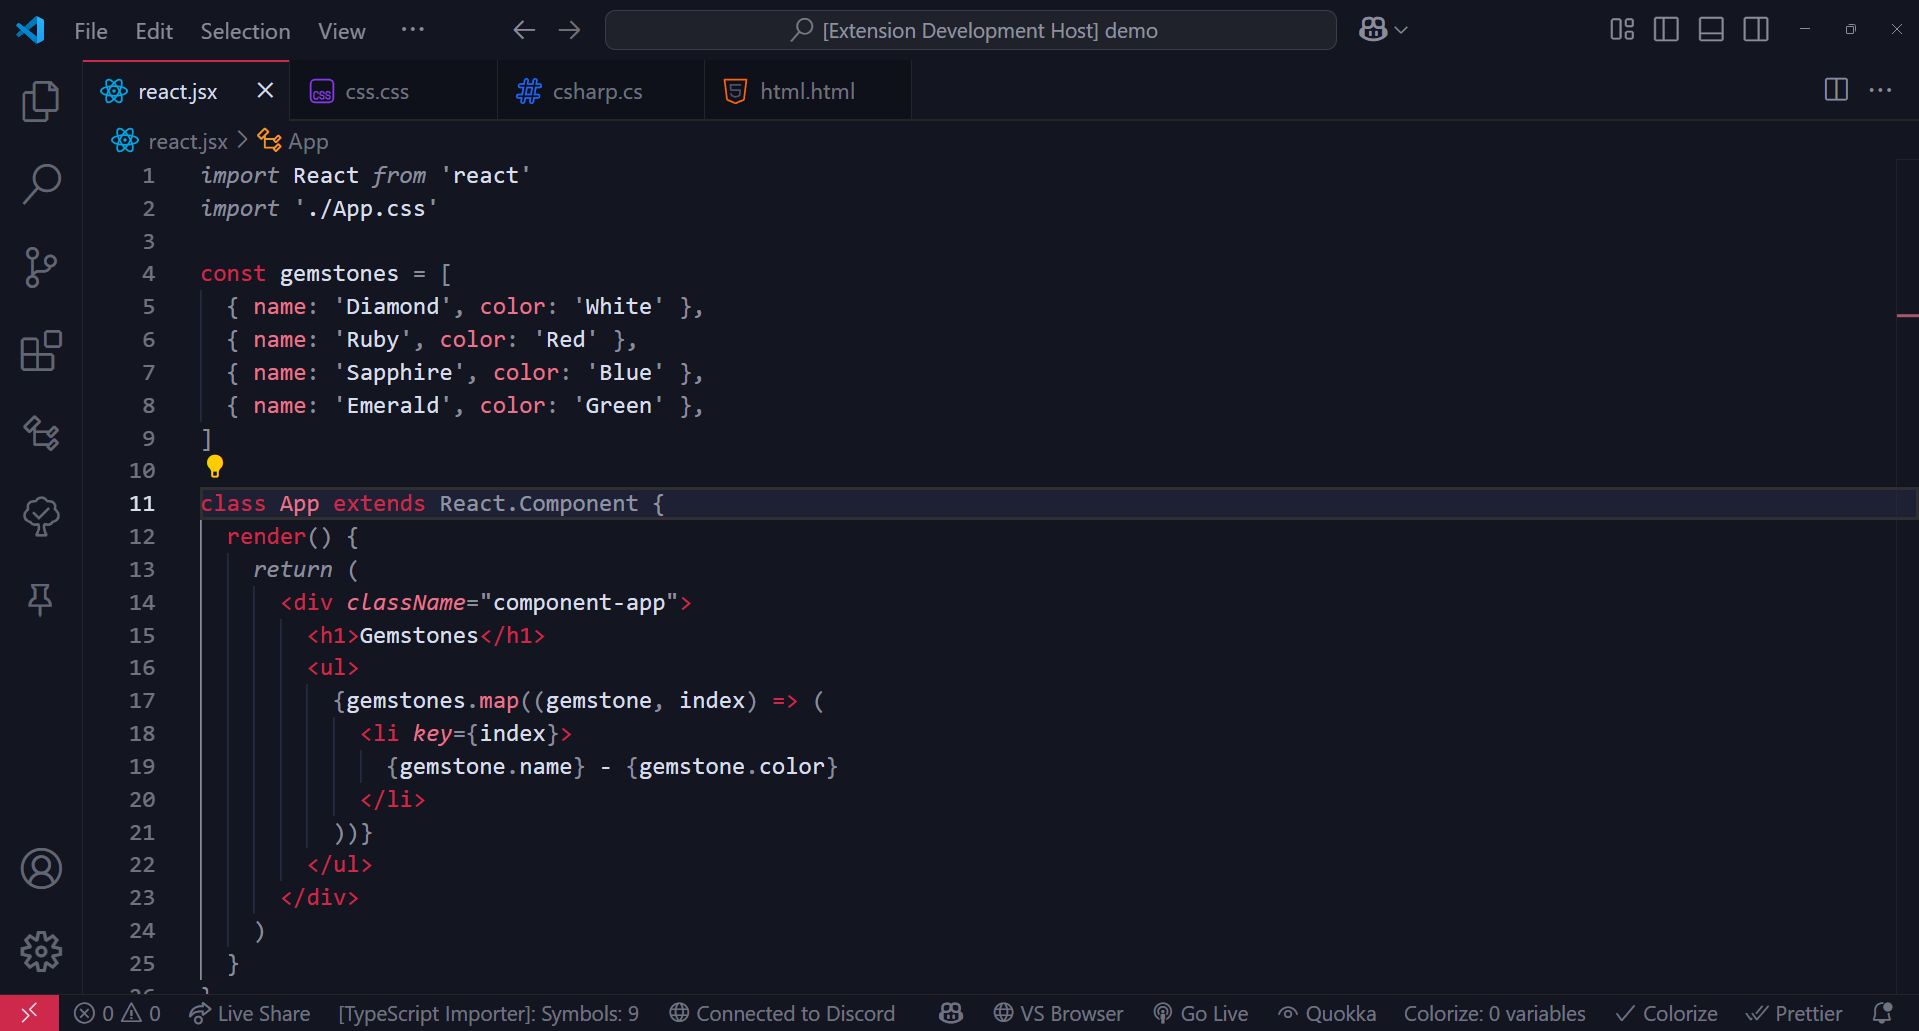 File Edit Selection View ··· [Extension Development Host] demo
react.jsx css.css csharp.cs html.html
react.jsx > App
1 import React from 'react'
2 import './App.css'
3
4 const gemstones = [
5 { name: 'Diamond', color: 'White' },
6 { name: 'Ruby', color: 'Red' },
7 { name: 'Sapphire', color: 'Blue' },
8 { name: 'Emerald', color: 'Green' },
9 ]
10
11 class App extends React.Component {
12 render() {
13 return (
14 <div className="component-app">
15 <h1>Gemstones</h1>
16 <ul>
17 {gemstones.map((gemstone, index) => (
18 <li key={index}>
19 {gemstone.name} - {gemstone.color}
20 </li>
21 ))}
22 </ul>
23 </div>
24 )
25 }
26 }
0 0 Live Share [TypeScript Importer]: Symbols: 9 Connected to Discord VS Browser Go Live Quokka Colorize: 0 variables Colorize Prettier